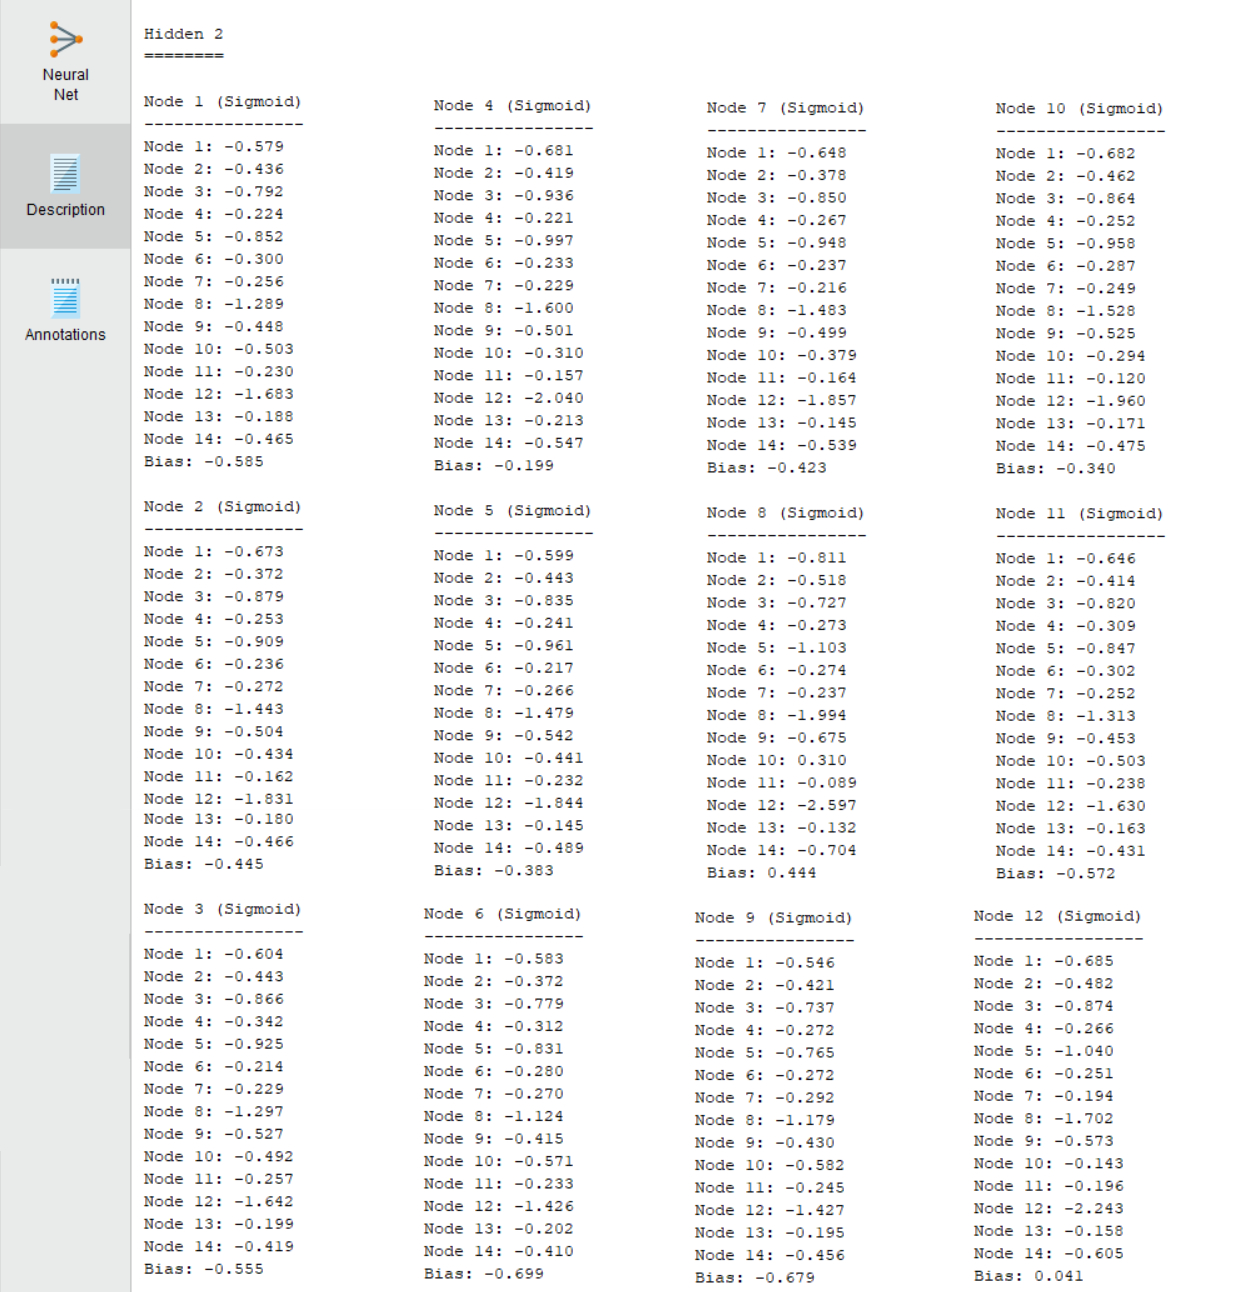 Neural
Net
Description
Annotations
Hidden 2
========
Node 1 (Sigmoid)
----------------
Node 1: -0.579
Node 2: -0.436
Node 3: -0.792
Node 4: -0.224
Node 5: -0.852
Node 6: -0.300
Node 7: -0.256
Node 8: -1.289
Node 9: -0.448
Node 10: -0.503
Node 11: -0.230
Node 12: -1.683
Node 13: -0.188
Node 14: -0.465
Bias: -0.585
Node 2 (Sigmoid)
----------------
Node 1: -0.673
Node 2: -0.372
Node 3: -0.879
Node 4: -0.253
Node 5: -0.909
Node 6: -0.236
Node 7: -0.272
Node 8: -1.443
Node 9: -0.504
Node 10: -0.434
Node 11: -0.162
Node 12: -1.831
Node 13: -0.180
Node 14: -0.466
Bias: -0.445
Node 3 (Sigmoid)
----------------
Node 1: -0.604
Node 2: -0.443
Node 3: -0.866
Node 4: -0.342
Node 5: -0.925
Node 6: -0.214
Node 7: -0.229
Node 8: -1.297
Node 9: -0.527
Node 10: -0.492
Node 11: -0.257
Node 12: -1.642
Node 13: -0.199
Node 14: -0.419
Bias: -0.555
Node 4 (Sigmoid)
----------------
Node 1: -0.681
Node 2: -0.419
Node 3: -0.936
Node 4: -0.221
Node 5: -0.997
Node 6: -0.233
Node 7: -0.229
Node 8: -1.600
Node 9: -0.501
Node 10: -0.310
Node 11: -0.157
Node 12: -2.040
Node 13: -0.213
Node 14: -0.547
Bias: -0.199
Node 5 (Sigmoid)
----------------
Node 1: -0.599
Node 2: -0.443
Node 3: -0.835
Node 4: -0.241
Node 5: -0.961
Node 6: -0.217
Node 7: -0.266
Node 8: -1.479
Node 9: -0.542
Node 10: -0.441
Node 11: -0.232
Node 12: -1.844
Node 13: -0.145
Node 14: -0.489
Bias: -0.383
Node 6 (Sigmoid)
----------------
Node 1: -0.583
Node 2: -0.372
Node 3: -0.779
Node 4: -0.312
Node 5: -0.831
Node 6: -0.280
Node 7: -0.270
Node 8: -1.124
Node 9: -0.415
Node 10: -0.571
Node 11: -0.233
Node 12: -1.426
Node 13: -0.202
Node 14: -0.410
Bias: -0.699
Node 7 (Sigmoid)
----------------
Node 1: -0.648
Node 2: -0.378
Node 3: -0.850
Node 4: -0.267
Node 5: -0.948
Node 6: -0.237
Node 7: -0.216
Node 8: -1.483
Node 9: -0.499
Node 10: -0.379
Node 11: -0.164
Node 12: -1.857
Node 13: -0.145
Node 14: -0.539
Bias: -0.423
Node 8 (Sigmoid)
----------------
Node 1: -0.811
Node 2: -0.518
Node 3: -0.727
Node 4: -0.273
Node 5: -1.103
Node 6: -0.274
Node 7: -0.237
Node 8: -1.994
Node 9: -0.675
Node 10: 0.310
Node 11: -0.089
Node 12: -2.597
Node 13: -0.132
Node 14: -0.704
Bias: 0.444
Node 9 (Sigmoid)
----------------
Node 1: -0.546
Node 2: -0.421
Node 3: -0.737
Node 4: -0.272
Node 5: -0.765
Node 6: -0.272
Node 7: -0.292
Node 8: -1.179
Node 9: -0.430
Node 10: -0.582
Node 11: -0.245
Node 12: -1.427
Node 13: -0.195
Node 14: -0.456
Bias: -0.679
Node 10 (Sigmoid)
-----------------
Node 1: -0.682
Node 2: -0.462
Node 3: -0.864
Node 4: -0.252
Node 5: -0.958
Node 6: -0.287
Node 7: -0.249
Node 8: -1.528
Node 9: -0.525
Node 10: -0.294
Node 11: -0.120
Node 12: -1.960
Node 13: -0.171
Node 14: -0.475
Bias: -0.340
Node 11 (Sigmoid)
-----------------
Node 1: -0.646
Node 2: -0.414
Node 3: -0.820
Node 4: -0.309
Node 5: -0.847
Node 6: -0.302
Node 7: -0.252
Node 8: -1.313
Node 9: -0.453
Node 10: -0.503
Node 11: -0.238
Node 12: -1.630
Node 13: -0.163
Node 14: -0.431
Bias: -0.572
Node 12 (Sigmoid)
-----------------
Node 1: -0.685
Node 2: -0.482
Node 3: -0.874
Node 4: -0.266
Node 5: -1.040
Node 6: -0.251
Node 7: -0.194
Node 8: -1.702
Node 9: -0.573
Node 10: -0.143
Node 11: -0.196
Node 12: -2.243
Node 13: -0.158
Node 14: -0.605
Bias: 0.041